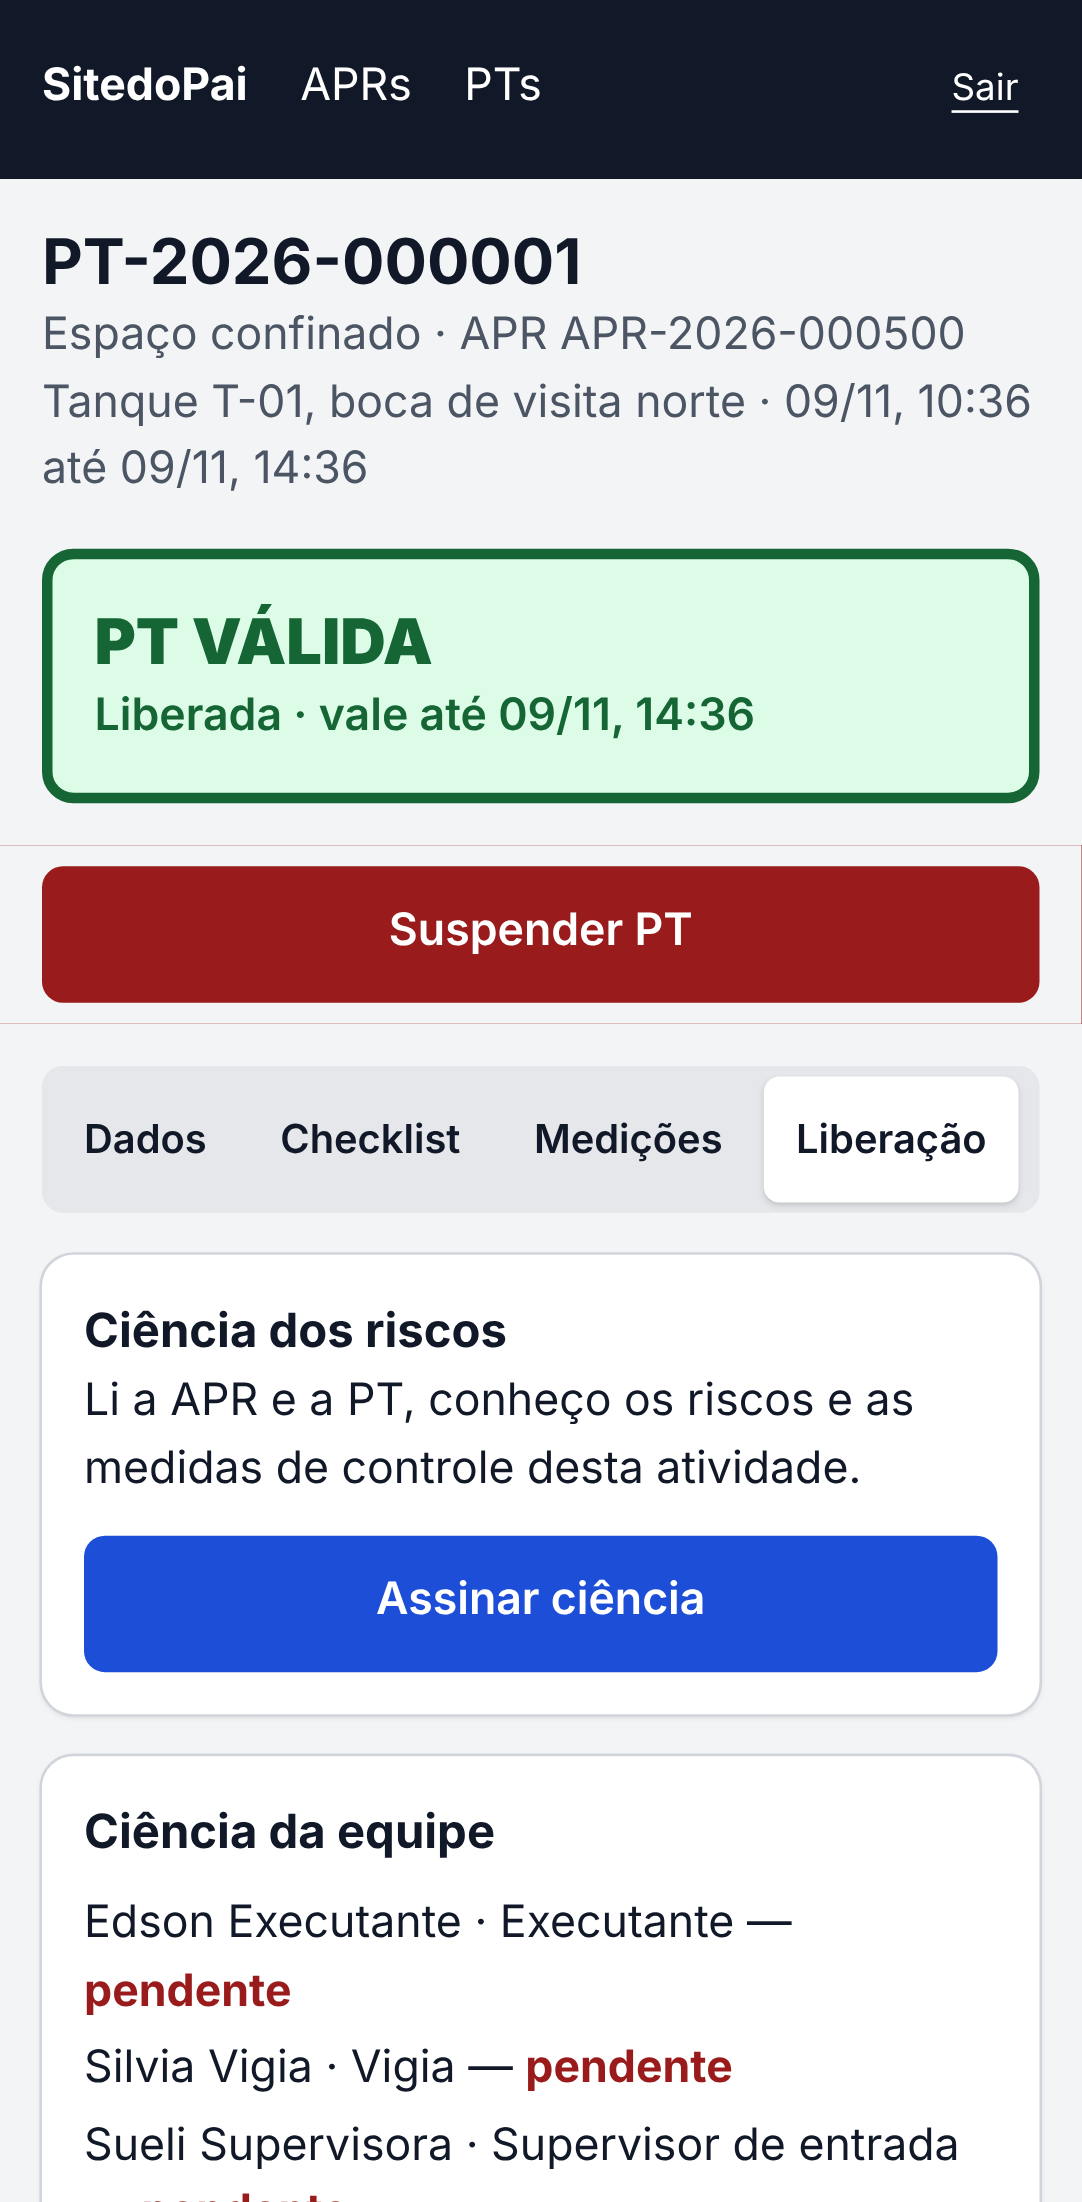 SitedoPai APRs PTs Sair
PT-2026-000001
Espaço confinado · APR APR-2026-000500
Tanque T-01, boca de visita norte · 09/11, 10:36
até 09/11, 14:36
PT VÁLIDA
Liberada · vale até 09/11, 14:36
Suspender PT
Dados Checklist Medições Liberação
Ciência dos riscos
Li a APR e a PT, conheço os riscos e as
medidas de controle desta atividade.
Assinar ciência
Ciência da equipe
Edson Executante · Executante —
pendente
Silvia Vigia · Vigia — pendente
Sueli Supervisora · Supervisor de entrada